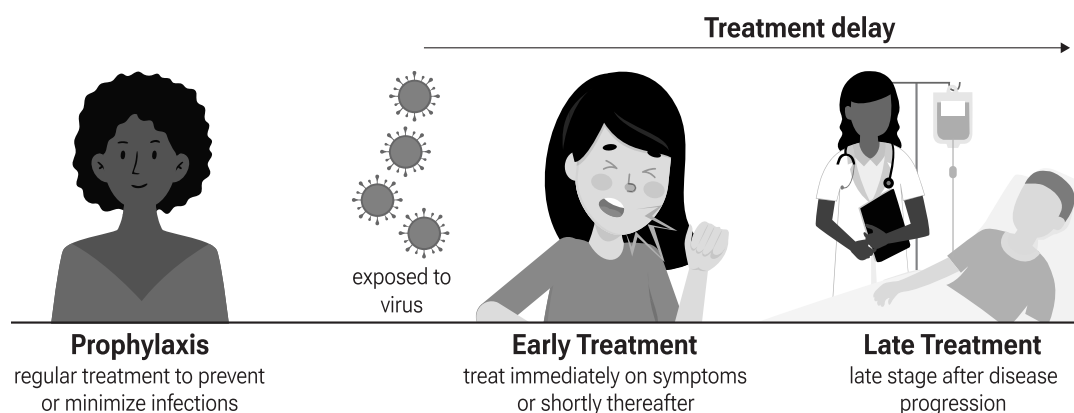 Treatment delay
exposed to
virus
Prophylaxis
regular treatment to prevent
or minimize infections
Early Treatment
treat immediately on symptoms
or shortly thereafter
Late Treatment
late stage after disease
progression